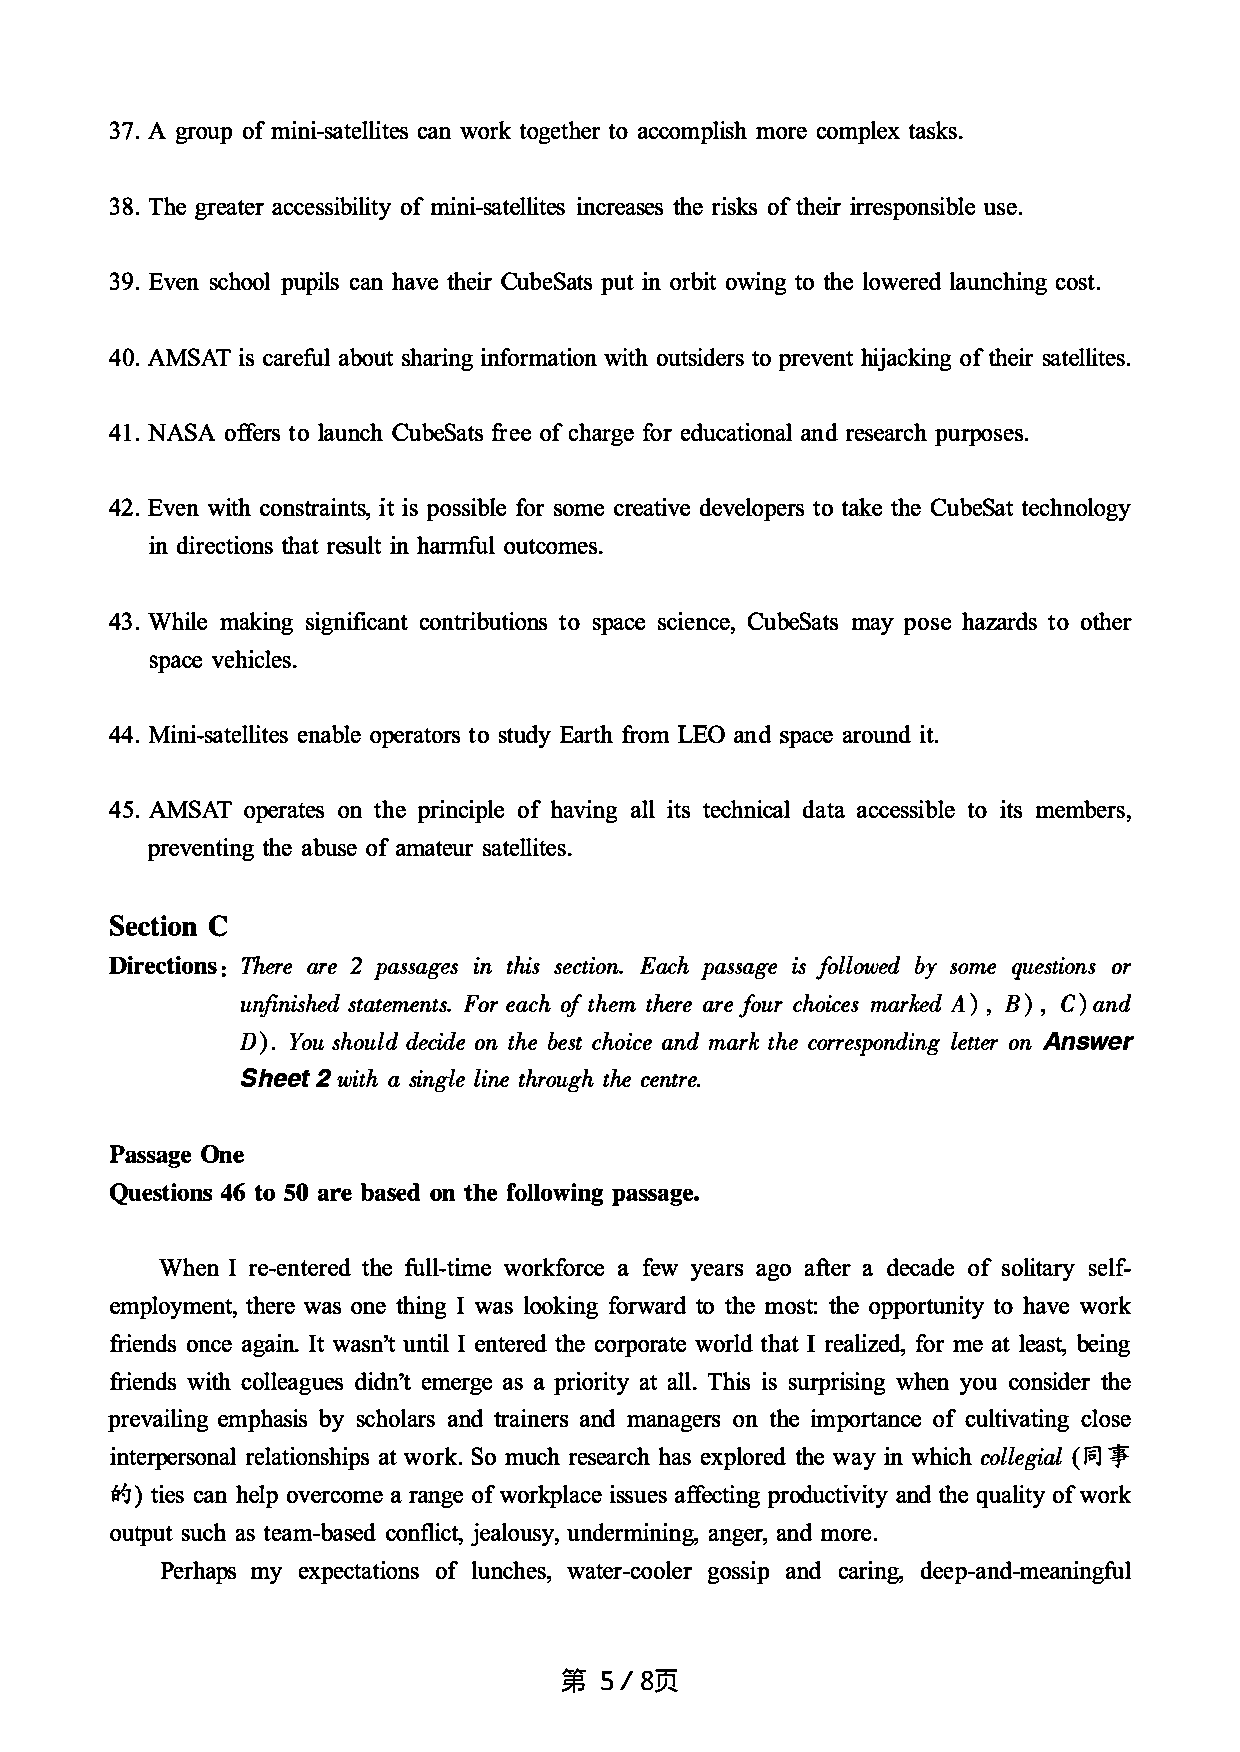 37. A group of mini-satellites can work together to accomplish more complex tasks.
38. The greater accessibility of mini-satellites increases the risks of their irresponsible use.
39. Even school pupils can have their CubeSats put in orbit owing to the lowered launching cost.
40. AMSAT is careful about sharing information with outsiders to prevent hijacking of their satellites.
41. NASA offers to launch CubeSats free of charge for educational and research purposes.
42. Even with constraints, it is possible for some creative developers to take the CubeSat technology
in directions that result in harmful outcomes.
43. While making significant contributions to space science, CubeSats may pose hazards to other
space vehicles.
44. Mini-satellites enable operators to study Earth from LEO and space around it.
45. AMSAT operates on the principle of having all its technical data accessible to its members,
preventing the abuse of amateur satellites.
Section C
Directions: There are 2 passages in this section. Each passage is followed by some questions or
unfinished statements. For each of them there are four choices marked A), B), C)and
D). You should decide on the best choice and mark the corresponding letter on Answer
Sheet 2 with a single line through the centre.
Passage One
Questions 46 to 50 are based on the following passage.
When I re-entered the full-time workforce a few years ago after a decade of solitary self-
employment, there was one thing I was looking forward to the most: the opportunity to have work
friends once again. It wasn't until I entered the corporate world that I realized, for me at least, being
friends with colleagues didn't emerge as a priority at all. This is surprising when you consider the
prevailing emphasis by scholars and trainers and managers on the importance of cultivating close
interpersonal relationships at work. So much research has explored the way in which collegial (同事
的) ties can help overcome a range of workplace issues affecting productivity and the quality of work
output such as team-based conflict, jealousy, undermining, anger, and more.
Perhaps my expectations of lunches, water-cooler gossip and caring, deep-and-meaningful
第 5 / 8页